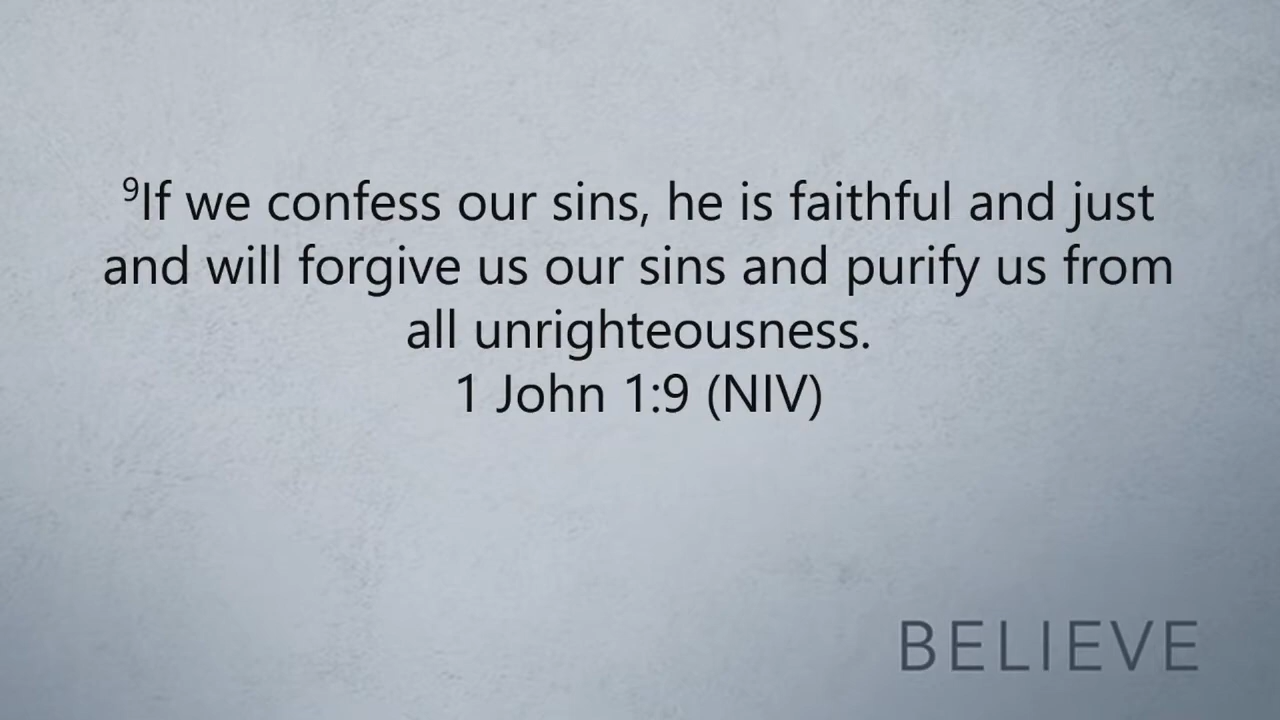 ⁹If we confess our sins, he is faithful and just
and will forgive us our sins and purify us from
all unrighteousness.
1 John 1:9 (NIV)
BELIEVE